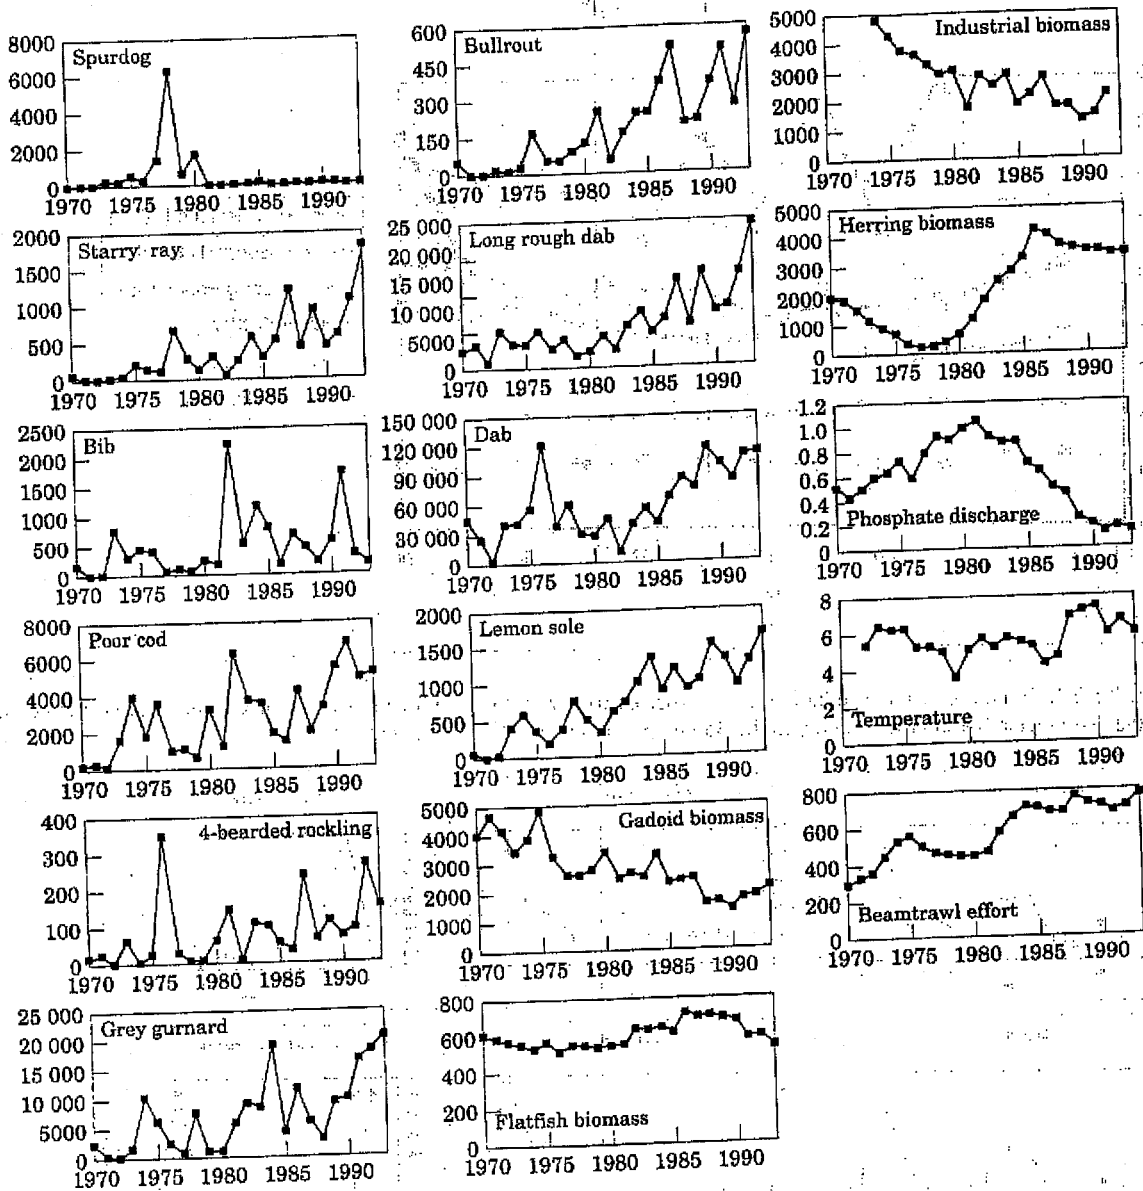 8000
6000
4000
2000
0
Spurdog
1970 1975 1980 1985 1990
2000
1500
1000
500
0
Starry ray
1970 1975 1980 1985 1990
2500
2000
1500
1000
500
0
Bib
1970 1975 1980 1985 1990
8000
6000
4000
2000
0
Poor cod
1970 1975 1980 1985 1990
400
300
200
100
0
4-bearded rockling
1970 1975 1980 1985 1990
25 000
20 000
15 000
10 000
5000
0
Grey gurnard
1970 1975 1980 1985 1990
600
450
300
150
0
Bullrout
1970 1975 1980 1985 1990
25 000
20 000
15 000
10 000
5000
0
Long rough dab
1970 1975 1980 1985 1990
150 000
120 000
90 000
60 000
30 000
0
Dab
1970 1975 1980 1985 1990
2000
1500
1000
500
0
Lemon sole
1970 1975 1980 1985 1990
5000
4000
3000
2000
1000
0
Gadoid biomass
1970 1975 1980 1985 1990
800
600
400
200
0
Flatfish biomass
1970 1975 1980 1985 1990
5000
4000
3000
2000
1000
0
Industrial biomass
1970 1975 1980 1985 1990
5000
4000
3000
2000
1000
0
Herring biomass
1970 1975 1980 1985 1990
1.2
1.0
0.8
0.6
0.4
0.2
0
Phosphate discharge
1970 1975 1980 1985 1990
8
6
4
2
0
Temperature
1970 1975 1980 1985 1990
800
600
400
200
0
Beamtrawl effort
1970 1975 1980 1985 1990